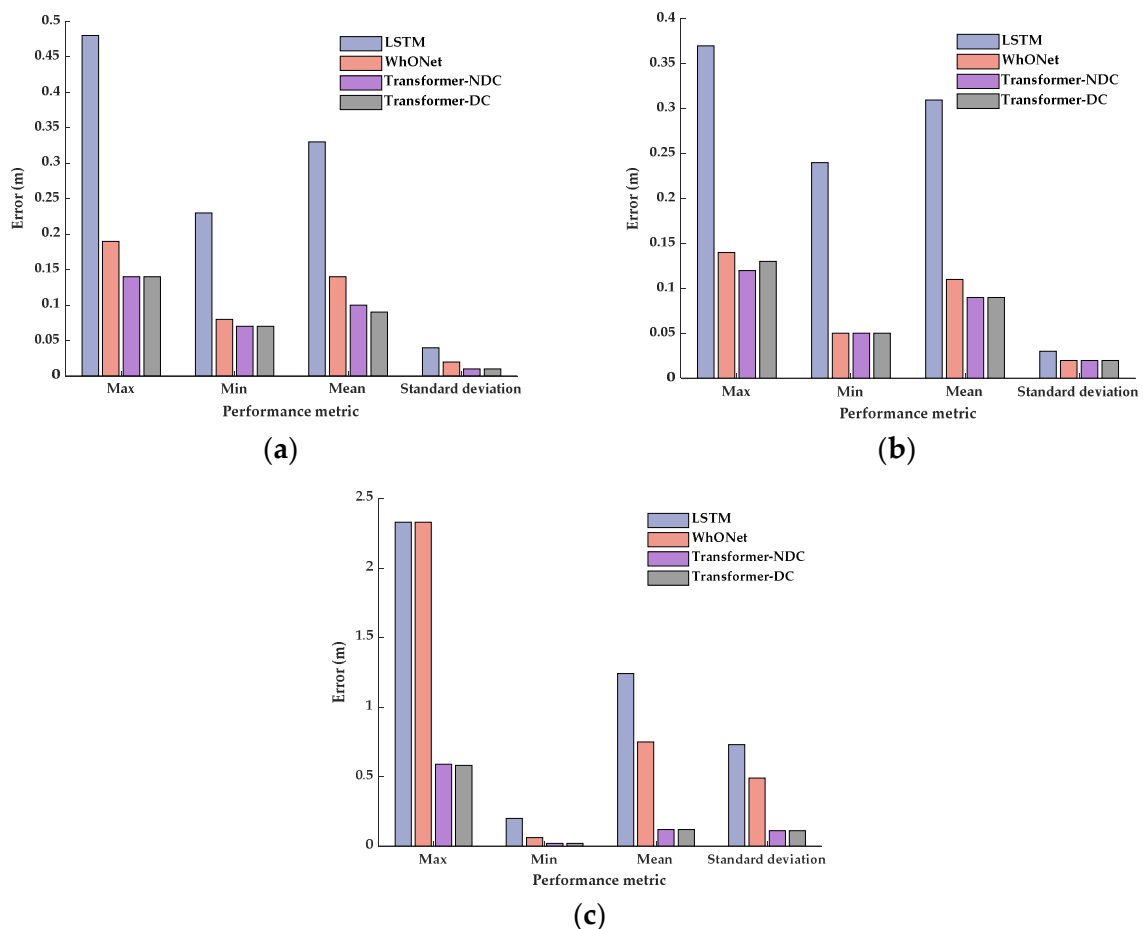 0.5
0.45
0.4
0.35
0.3
0.25
0.2
0.15
0.1
0.05
0
Error (m)
LSTM
WhONet
Transformer-NDC
Transformer-DC
Max Min Mean Standard deviation
Performance metric
(a)
0.4
0.35
0.3
0.25
0.2
0.15
0.1
0.05
0
Error (m)
LSTM
WhONet
Transformer-NDC
Transformer-DC
Max Min Mean Standard deviation
Performance metric
(b)
2.5
2
1.5
1
0.5
0
Error (m)
LSTM
WhONet
Transformer-NDC
Transformer-DC
Max Min Mean Standard deviation
Performance metric
(c)